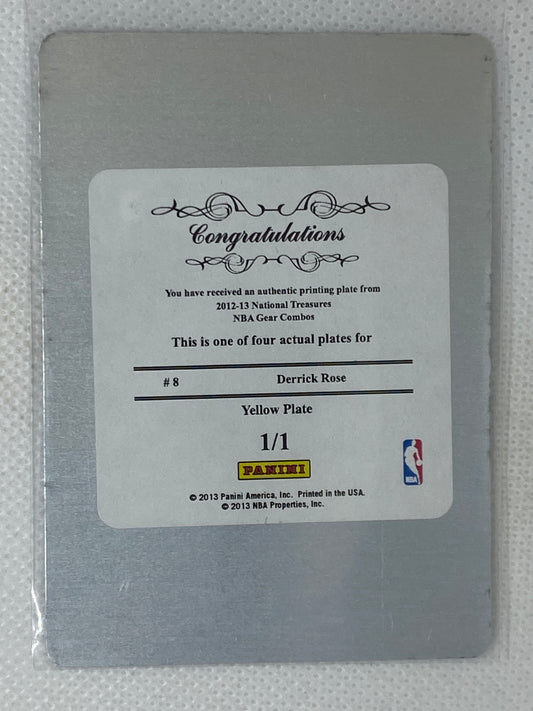 Congratulations
You have received an authentic printing plate from
2012-13 National Treasures
NBA Gear Combos
This is one of four actual plates for
# 8 Derrick Rose
Yellow Plate
1/1
PANINI
NBA
© 2013 Panini America, Inc. Printed in the USA.
© 2013 NBA Properties, Inc.